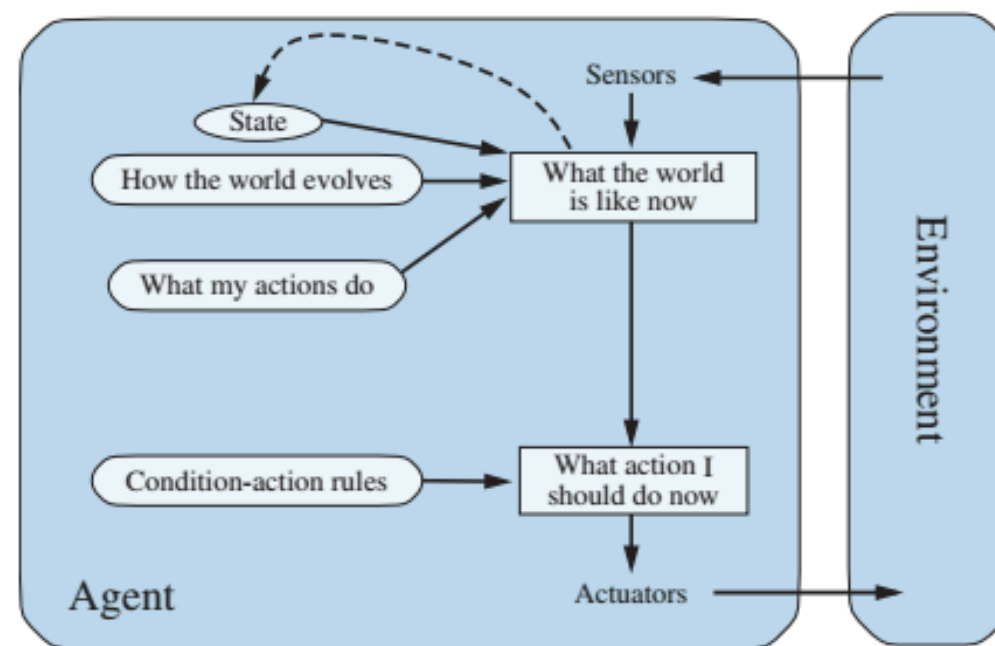 Sensors
State
What the world
is like now
How the world evolves
What my actions do
Environment
Condition-action rules
What action I
should do now
Agent
Actuators